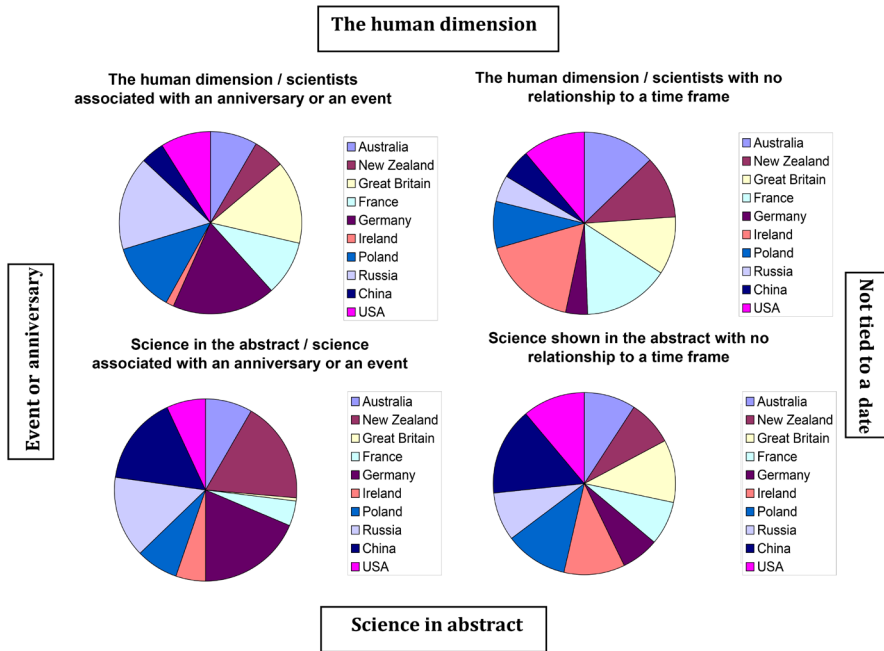 The human dimension
The human dimension / scientists
associated with an anniversary or an event
Australia
New Zealand
Great Britain
France
Germany
Ireland
Poland
Russia
China
USA
The human dimension / scientists with no
relationship to a time frame
Australia
New Zealand
Great Britain
France
Germany
Ireland
Poland
Russia
China
USA
Event or anniversary
Not tied to a date
Science in the abstract / science
associated with an anniversary or an event
Australia
New Zealand
Great Britain
France
Germany
Ireland
Poland
Russia
China
USA
Science shown in the abstract with no
relationship to a time frame
Australia
New Zealand
Great Britain
France
Germany
Ireland
Poland
Russia
China
USA
Science in abstract